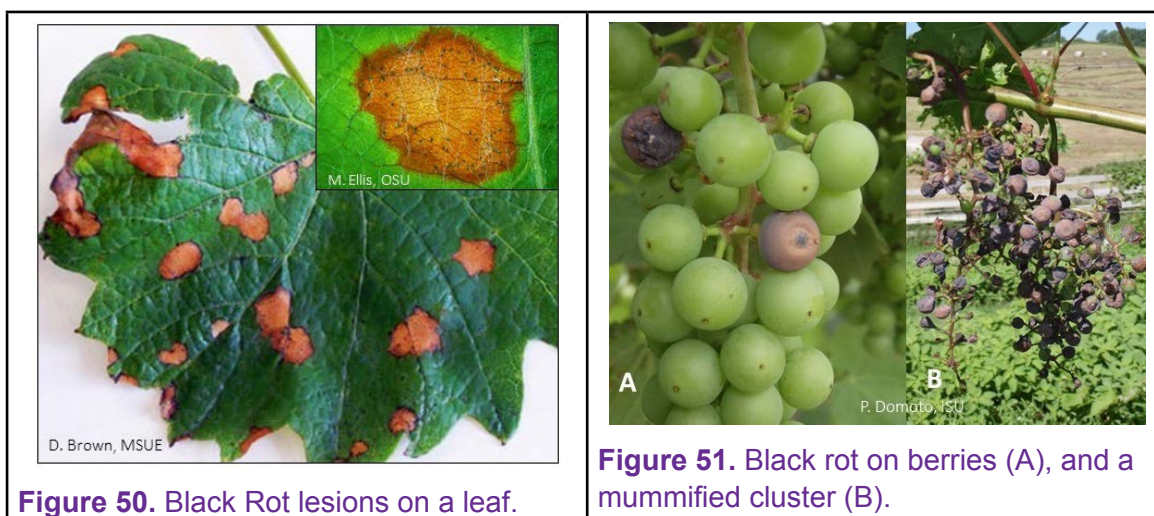 M. Ellis, OSU
D. Brown, MSUE
Figure 50. Black Rot lesions on a leaf.
A
B
P. Domoto, ISU
Figure 51. Black rot on berries (A), and a
mummified cluster (B).